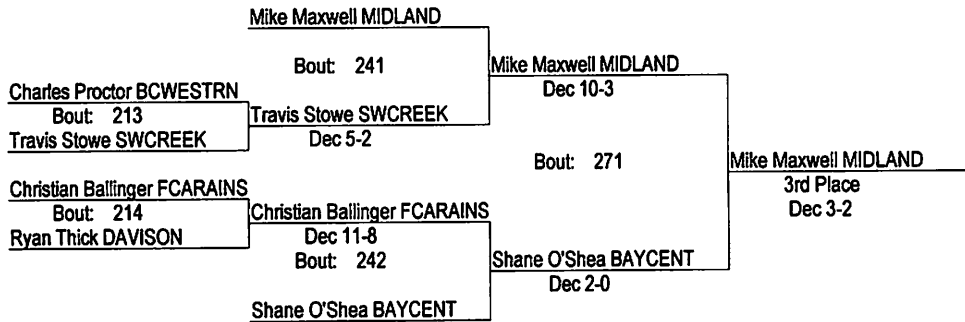 Mike Maxwell MIDLAND
Bout: 241
Mike Maxwell MIDLAND
Dec 10-3
Charles Proctor BCWESTRN
Bout: 213
Travis Stowe SWCREEK
Travis Stowe SWCREEK
Dec 5-2
Bout: 271
Mike Maxwell MIDLAND
3rd Place
Dec 3-2
Christian Ballinger FCARAINS
Bout: 214
Ryan Thick DAVISON
Christian Ballinger FCARAINS
Dec 11-8
Bout: 242
Shane O'Shea BAYCENT
Dec 2-0
Shane O'Shea BAYCENT